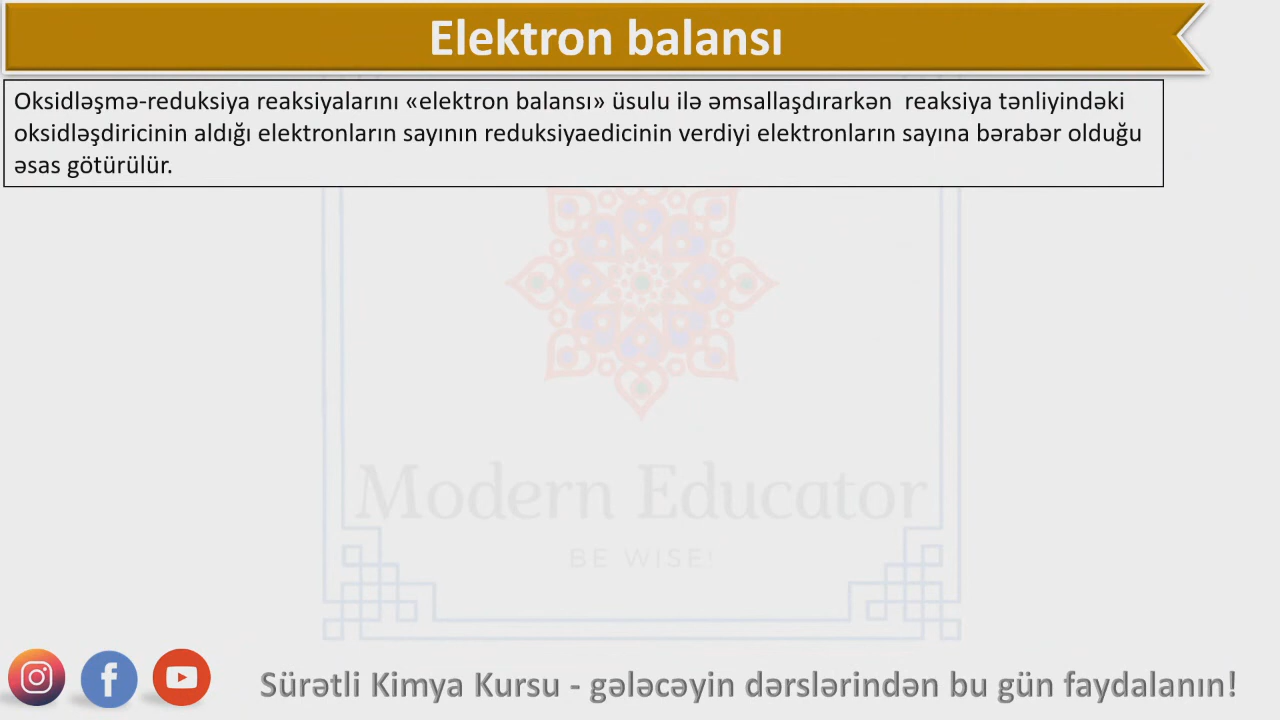 Elektron balansı
Oksidləşmə-reduksiya reaksiyalarını «elektron balansı» üsulu ilə əmsallaşdırarkən reaksiya tənliyindəki
oksidləşdiricinin aldığı elektronların sayının reduksiyaedicinin verdiyi elektronların sayına bərabər olduğu
əsas götürülür.
Modern Educator
BE WISE!
Sürətli Kimya Kursu - gələcəyin dərslərindən bu gün faydalanın!